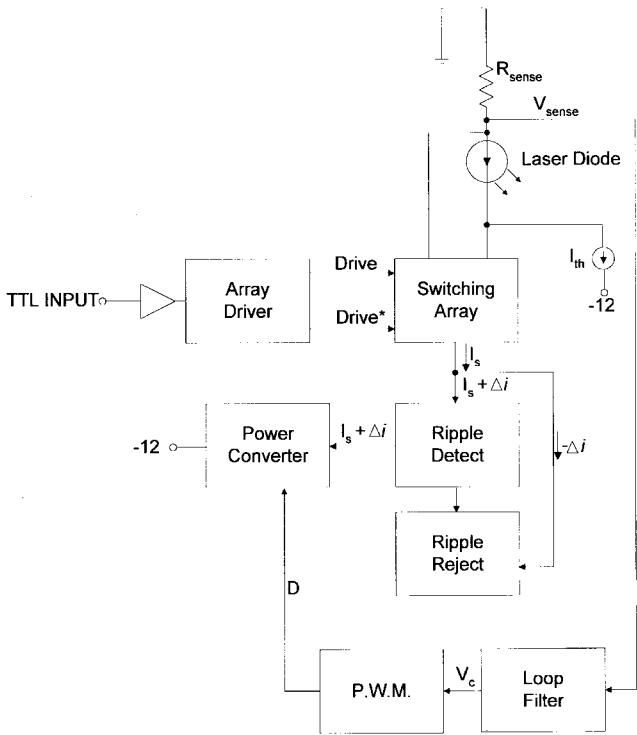 R_sense
V_sense
Laser Diode
I_th
-12
TTL INPUT
Array
Driver
Drive
Drive*
Switching
Array
I_s
I_s + Δi
-Δi
-12
Power
Converter
I_s + Δi
Ripple
Detect
Ripple
Reject
D
P.W.M.
V_c
Loop
Filter